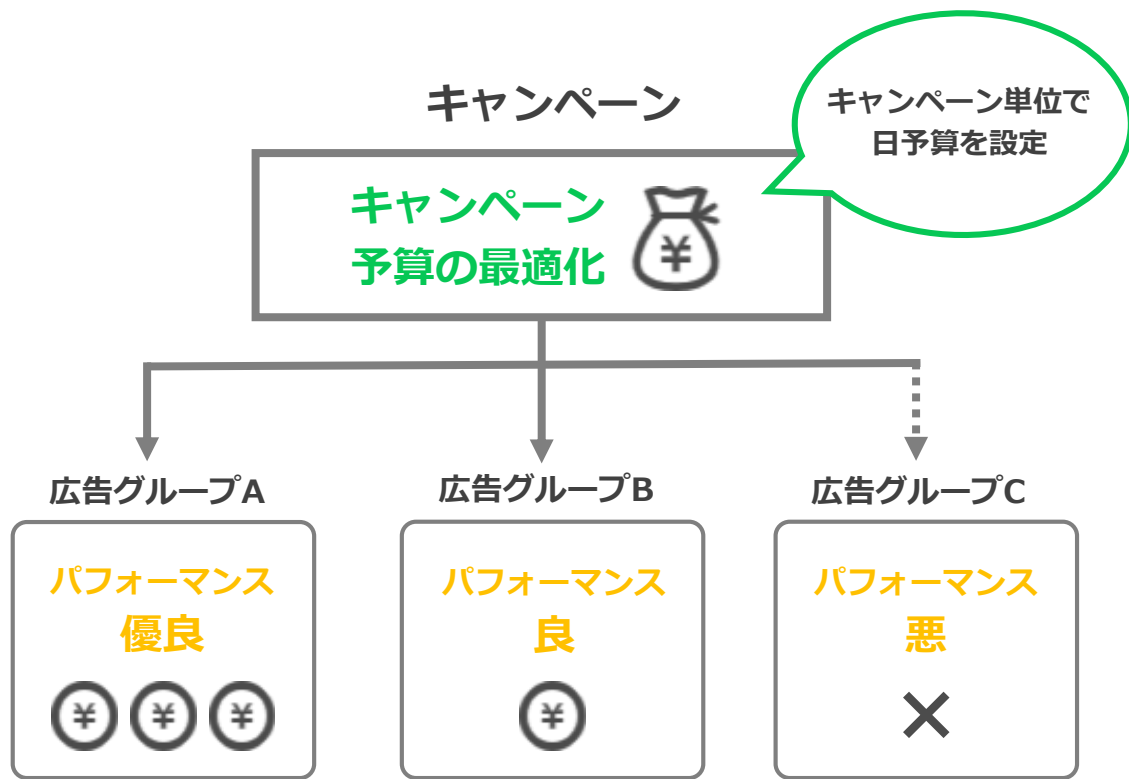 キャンペーン
キャンペーン単位で
日予算を設定
キャンペーン
予算の最適化
¥
広告グループA
広告グループB
広告グループC
パフォーマンス
優良
¥ ¥ ¥
パフォーマンス
良
¥
パフォーマンス
悪